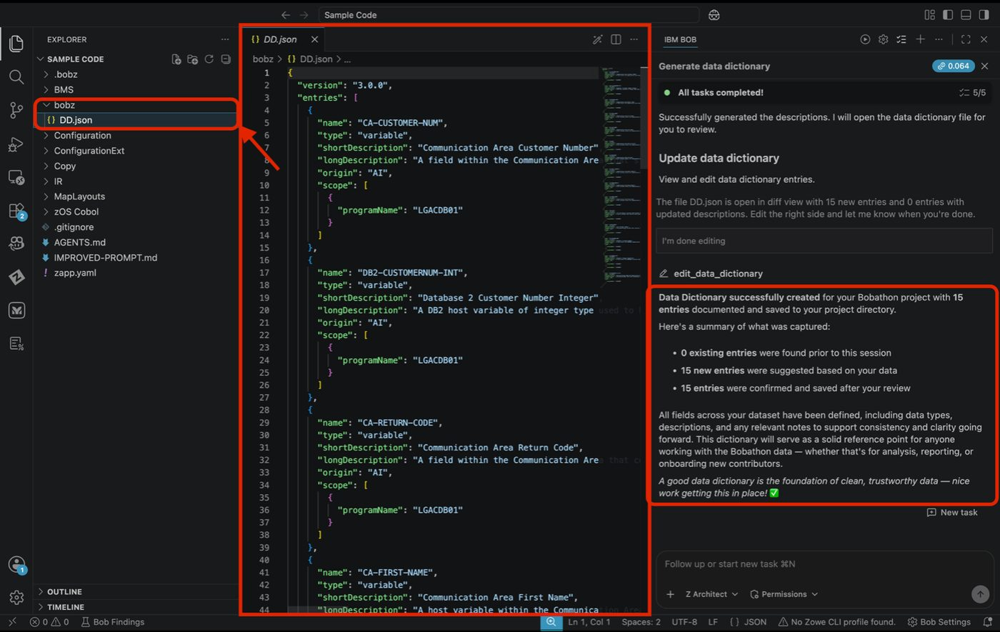 Sample Code
EXPLORER
SAMPLE CODE
.bobz
BMS
bobz
{} DD.json
Configuration
ConfigurationExt
Copy
IR
MapLayouts
zOS Cobol
.gitignore
AGENTS.md
IMPROVED-PROMPT.md
! zapp.yaml
2
1
OUTLINE
TIMELINE
{} DD.json
bobz > {} DD.json > ...
1 {
2 "version": "3.0.0",
3 "entries": [
4 {
5 "name": "CA-CUSTOMER-NUM",
6 "type": "variable",
7 "shortDescription": "Communication Area Customer Number"
8 "longDescription": "A field within the Communication Are
9 "origin": "AI",
10 "scope": [
11 {
12 "programName": "LGACDB01"
13 }
14 ]
15 },
16 {
17 "name": "DB2-CUSTOMERNUM-INT",
18 "type": "variable",
19 "shortDescription": "Database 2 Customer Number Integer",
20 "longDescription": "A DB2 host variable of integer type used to
21 "origin": "AI",
22 "scope": [
23 {
24 "programName": "LGACDB01"
25 }
26 ]
27 },
28 {
29 "name": "CA-RETURN-CODE",
30 "type": "variable",
31 "shortDescription": "Communication Area Return Code",
32 "longDescription": "A field within the Communication Area that
33 "origin": "AI",
34 "scope": [
35 {
36 "programName": "LGACDB01"
37 }
38 ]
39 },
40 {
41 "name": "CA-FIRST-NAME",
42 "type": "variable",
43 "shortDescription": "Communication Area First Name",
44 "longDescription": "A host variable within the Communica
IBM BOB
Generate data dictionary
0.064
All tasks completed!
5/5
Successfully generated the descriptions. I will open the data dictionary file for
you to review.
Update data dictionary
View and edit data dictionary entries.
The file DD.json is open in diff view with 15 new entries and 0 entries with
updated descriptions. Edit the right side and let me know when you're done.
I'm done editing
edit_data_dictionary
Data Dictionary successfully created for your Bobathon project with 15
entries documented and saved to your project directory.
Here's a summary of what was captured:
• 0 existing entries were found prior to this session
• 15 new entries were suggested based on your data
• 15 entries were confirmed and saved after your review
All fields across your dataset have been defined, including data types,
descriptions, and any relevant notes to support consistency and clarity going
forward. This dictionary will serve as a solid reference point for anyone
working with the Bobathon data — whether that's for analysis, reporting, or
onboarding new contributors.
A good data dictionary is the foundation of clean, trustworthy data — nice
work getting this in place! ✅
New task
Follow up or start new task ⌘N
Z Architect
Permissions
0 0
Bob Findings
Ln 1, Col 1
Spaces: 2
UTF-8
LF
{} JSON
No Zowe CLI profile found.
Bob Settings